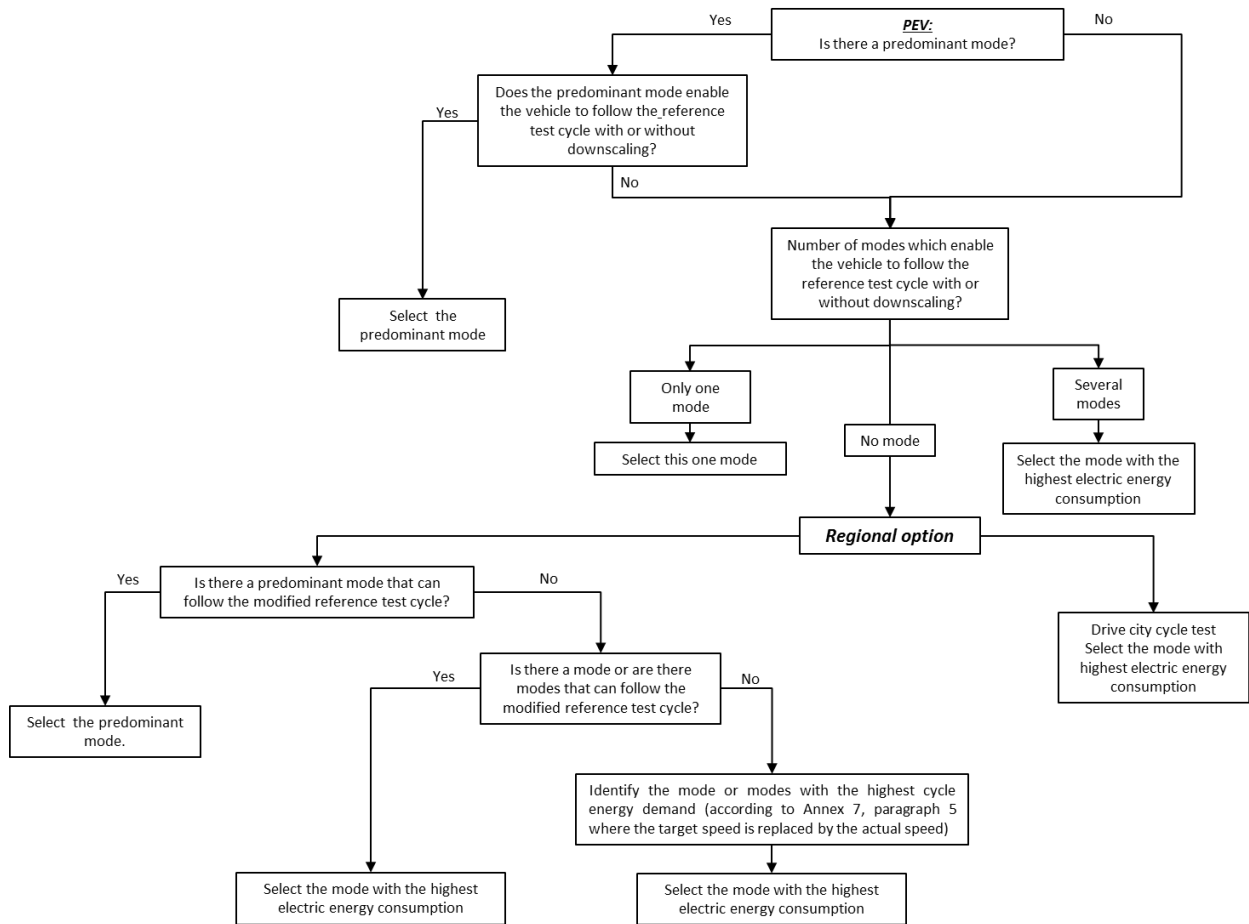 Yes
PEV:
Is there a predominant mode?
No
Does the predominant mode enable
the vehicle to follow the reference
test cycle with or without
downscaling?
Yes
No
Number of modes which enable
the vehicle to follow the
reference test cycle with or
without downscaling?
Select the
predominant mode
Only one
mode
Several
modes
No mode
Select this one mode
Select the mode with the
highest electric energy
consumption
Regional option
Yes
Is there a predominant mode that can
follow the modified reference test cycle?
No
Drive city cycle test
Select the mode with
highest electric energy
consumption
Yes
Is there a mode or are there
modes that can follow the
modified reference test cycle?
No
Select the predominant
mode.
Identify the mode or modes with the highest cycle
energy demand (according to Annex 7, paragraph 5
where the target speed is replaced by the actual speed)
Select the mode with the highest
electric energy consumption
Select the mode with the highest
electric energy consumption